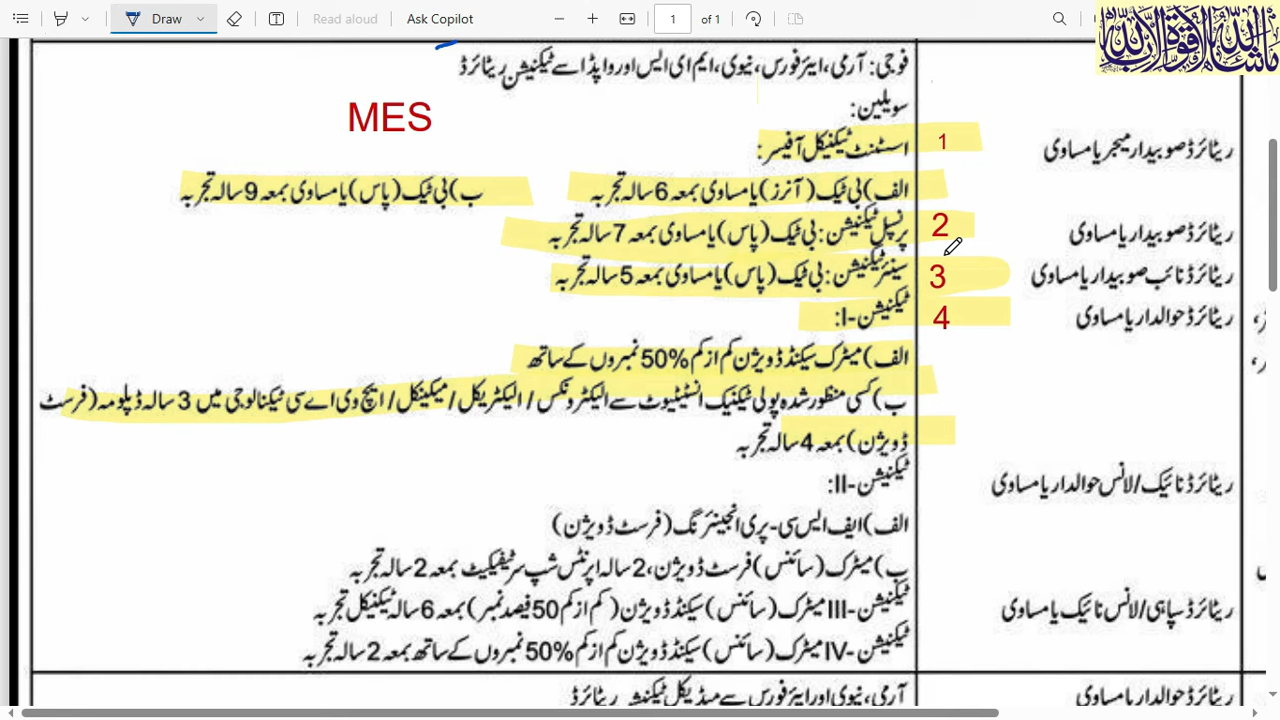 Draw
Read aloud
Ask Copilot
1 of 1
ماشاءاللہ لاقوة الا باللہ
فوجی: آرمی، ایئر فورس، نیوی، ایم ای ایس اور واپڈا سے ٹیکنیشن ریٹائرڈ
سویلین:
MES
ریٹائرڈ صوبیدار میجر یا مساوی
1
اسسٹنٹ ٹیکنیکل آفیسر:
الف) بی ٹیک (آنرز) یا مساوی بمعہ 6 سالہ تجربہ ب) بی ٹیک (پاس) یا مساوی بمعہ 9 سالہ تجربہ
ریٹائرڈ صوبیدار یا مساوی
2
پرنسپل ٹیکنیشن: بی ٹیک (پاس) یا مساوی بمعہ 7 سالہ تجربہ
ریٹائرڈ نائب صوبیدار یا مساوی
3
سینئر ٹیکنیشن: بی ٹیک (پاس) یا مساوی بمعہ 5 سالہ تجربہ
ریٹائرڈ حوالدار یا مساوی
4
ٹیکنیشن-I:
الف) میٹرک سیکنڈ ڈویژن کم از کم 50% نمبروں کے ساتھ
ب) کسی منظور شدہ پولی ٹیکنیک انسٹیٹیوٹ سے الیکٹرونکس / الیکٹریکل / میکینکل / ایچ وی اے سی ٹیکنالوجی میں 3 سالہ ڈپلومہ (فرسٹ
ڈویژن) بمعہ 4 سالہ تجربہ
ریٹائرڈ نائیک/لانس حوالدار یا مساوی
ٹیکنیشن-II:
الف) ایف ایس سی-پری انجینئرنگ (فرسٹ ڈویژن)
ب) میٹرک (سائنس) فرسٹ ڈویژن، 2 سالہ اپرنٹس شپ سرٹیفکیٹ بمعہ 2 سالہ تجربہ
ریٹائرڈ سپاہی/لانس نائیک یا مساوی
ٹیکنیشن-III میٹرک (سائنس) سیکنڈ ڈویژن (کم از کم 50 فیصد نمبر) بمعہ 6 سالہ ٹیکنیکل تجربہ
ٹیکنیشن-IV میٹرک (سائنس) سیکنڈ ڈویژن کم از کم 50% نمبروں کے ساتھ بمعہ 2 سالہ تجربہ
ریٹائرڈ حوالدار یا مساوی
آرمی، نیوی اور ایئر فورس سے میڈیکل ٹیکنیشن ریٹائرڈ